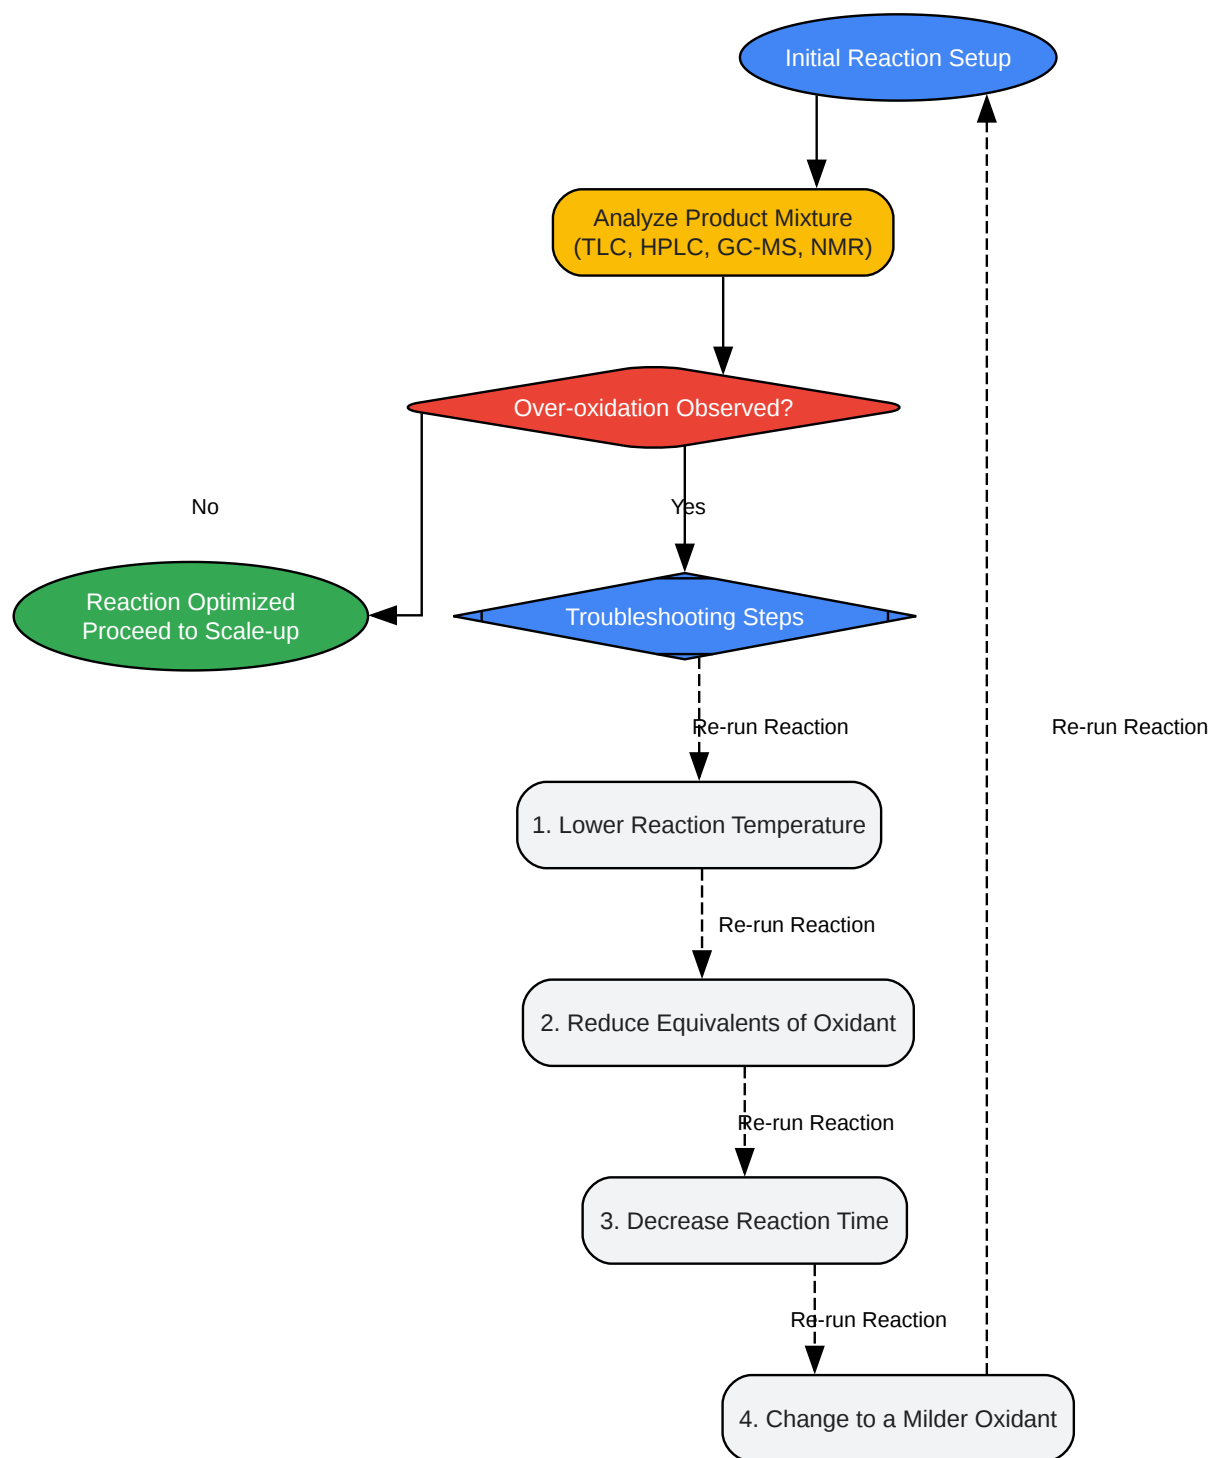 Initial Reaction Setup
Analyze Product Mixture
(TLC, HPLC, GC-MS, NMR)
Over-oxidation Observed?
No
Yes
Reaction Optimized
Proceed to Scale-up
Troubleshooting Steps
Re-run Reaction
Re-run Reaction
1. Lower Reaction Temperature
Re-run Reaction
2. Reduce Equivalents of Oxidant
Re-run Reaction
3. Decrease Reaction Time
Re-run Reaction
4. Change to a Milder Oxidant